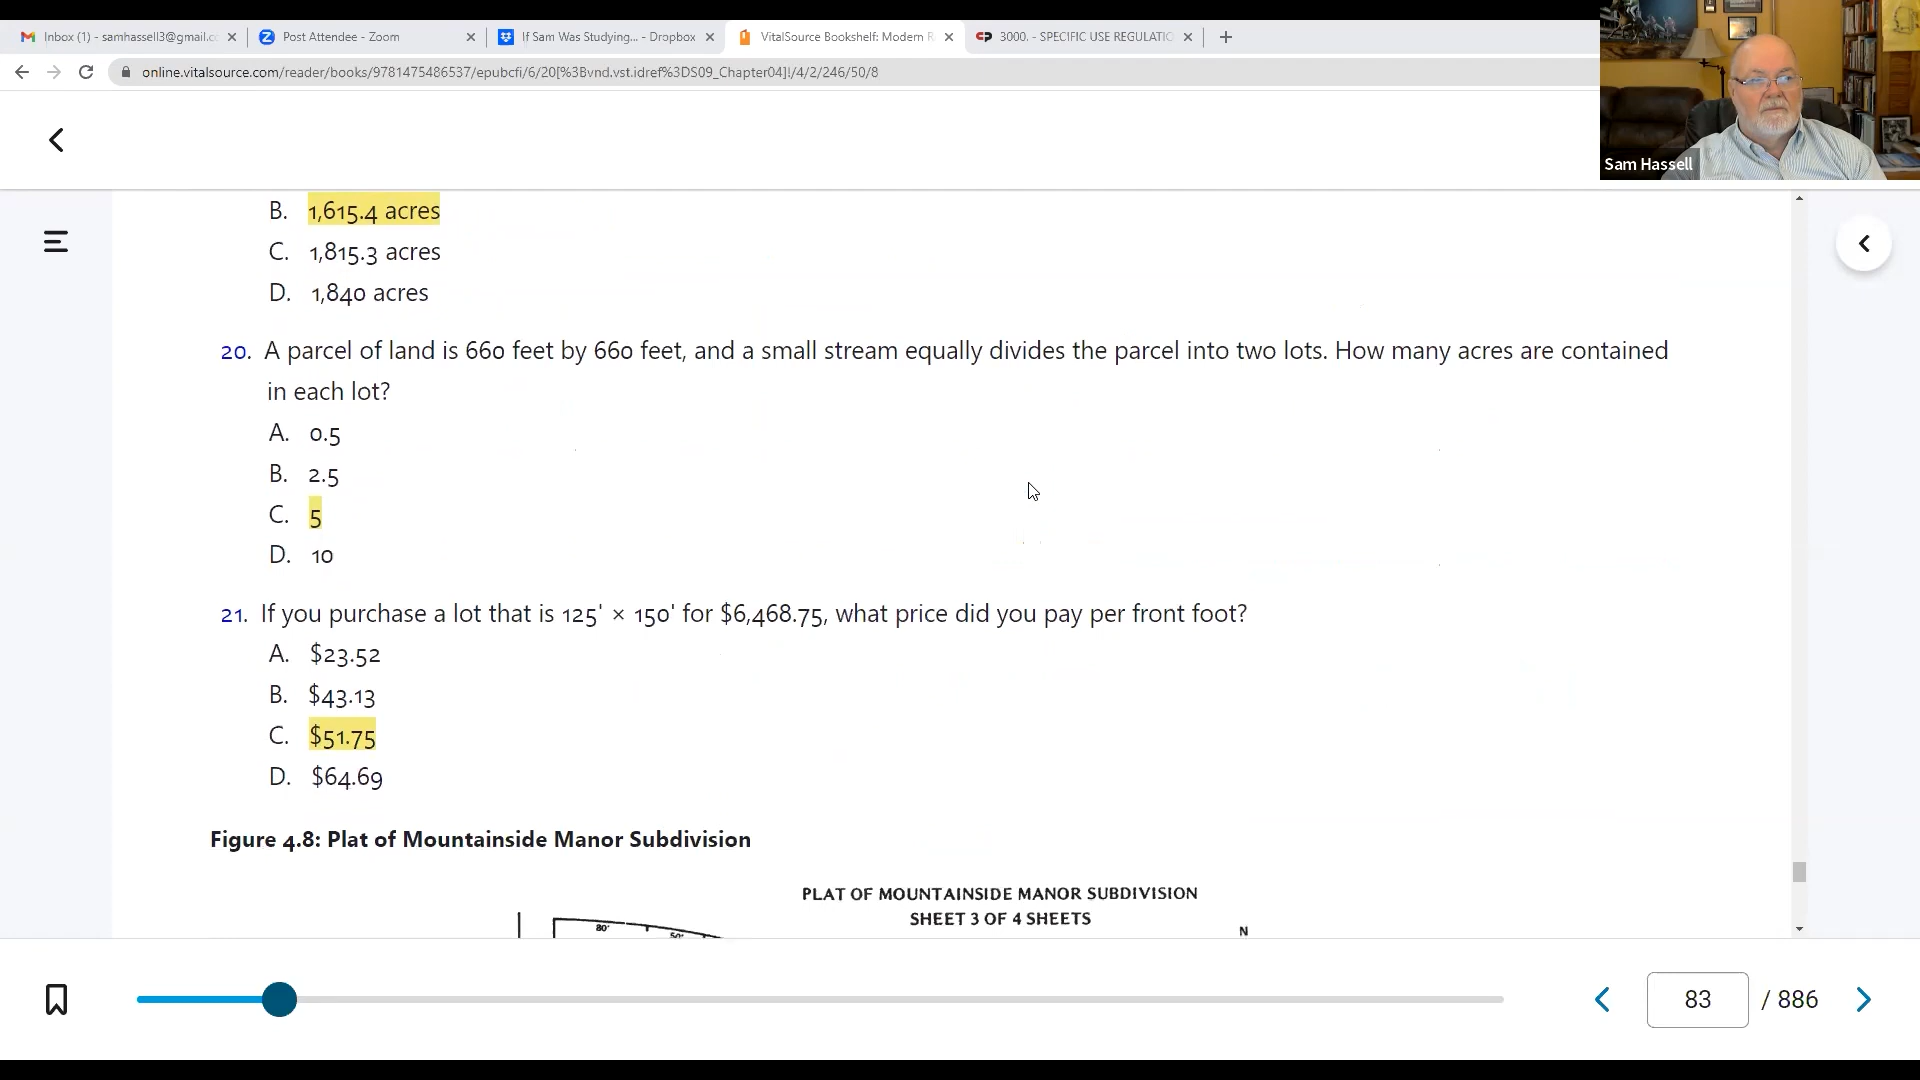 Inbox (1) - samhassell3@gmail.c
Post Attendee - Zoom
If Sam Was Studying... - Dropbox
VitalSource Bookshelf: Modern R
3000. - SPECIFIC USE REGULATIO
online.vitalsource.com/reader/books/9781475486537/epubcfi/6/20[%3Bvnd.vst.idref%3DS09_Chapter04]!/4/2/246/50/8
Sam Hassell
B. 1,615.4 acres
C. 1,815.3 acres
D. 1,840 acres
20. A parcel of land is 660 feet by 660 feet, and a small stream equally divides the parcel into two lots. How many acres are contained
in each lot?
A. 0.5
B. 2.5
C. 5
D. 10
21. If you purchase a lot that is 125' × 150' for $6,468.75, what price did you pay per front foot?
A. $23.52
B. $43.13
C. $51.75
D. $64.69
Figure 4.8: Plat of Mountainside Manor Subdivision
PLAT OF MOUNTAINSIDE MANOR SUBDIVISION
SHEET 3 OF 4 SHEETS
N
80'
50'
83 / 886